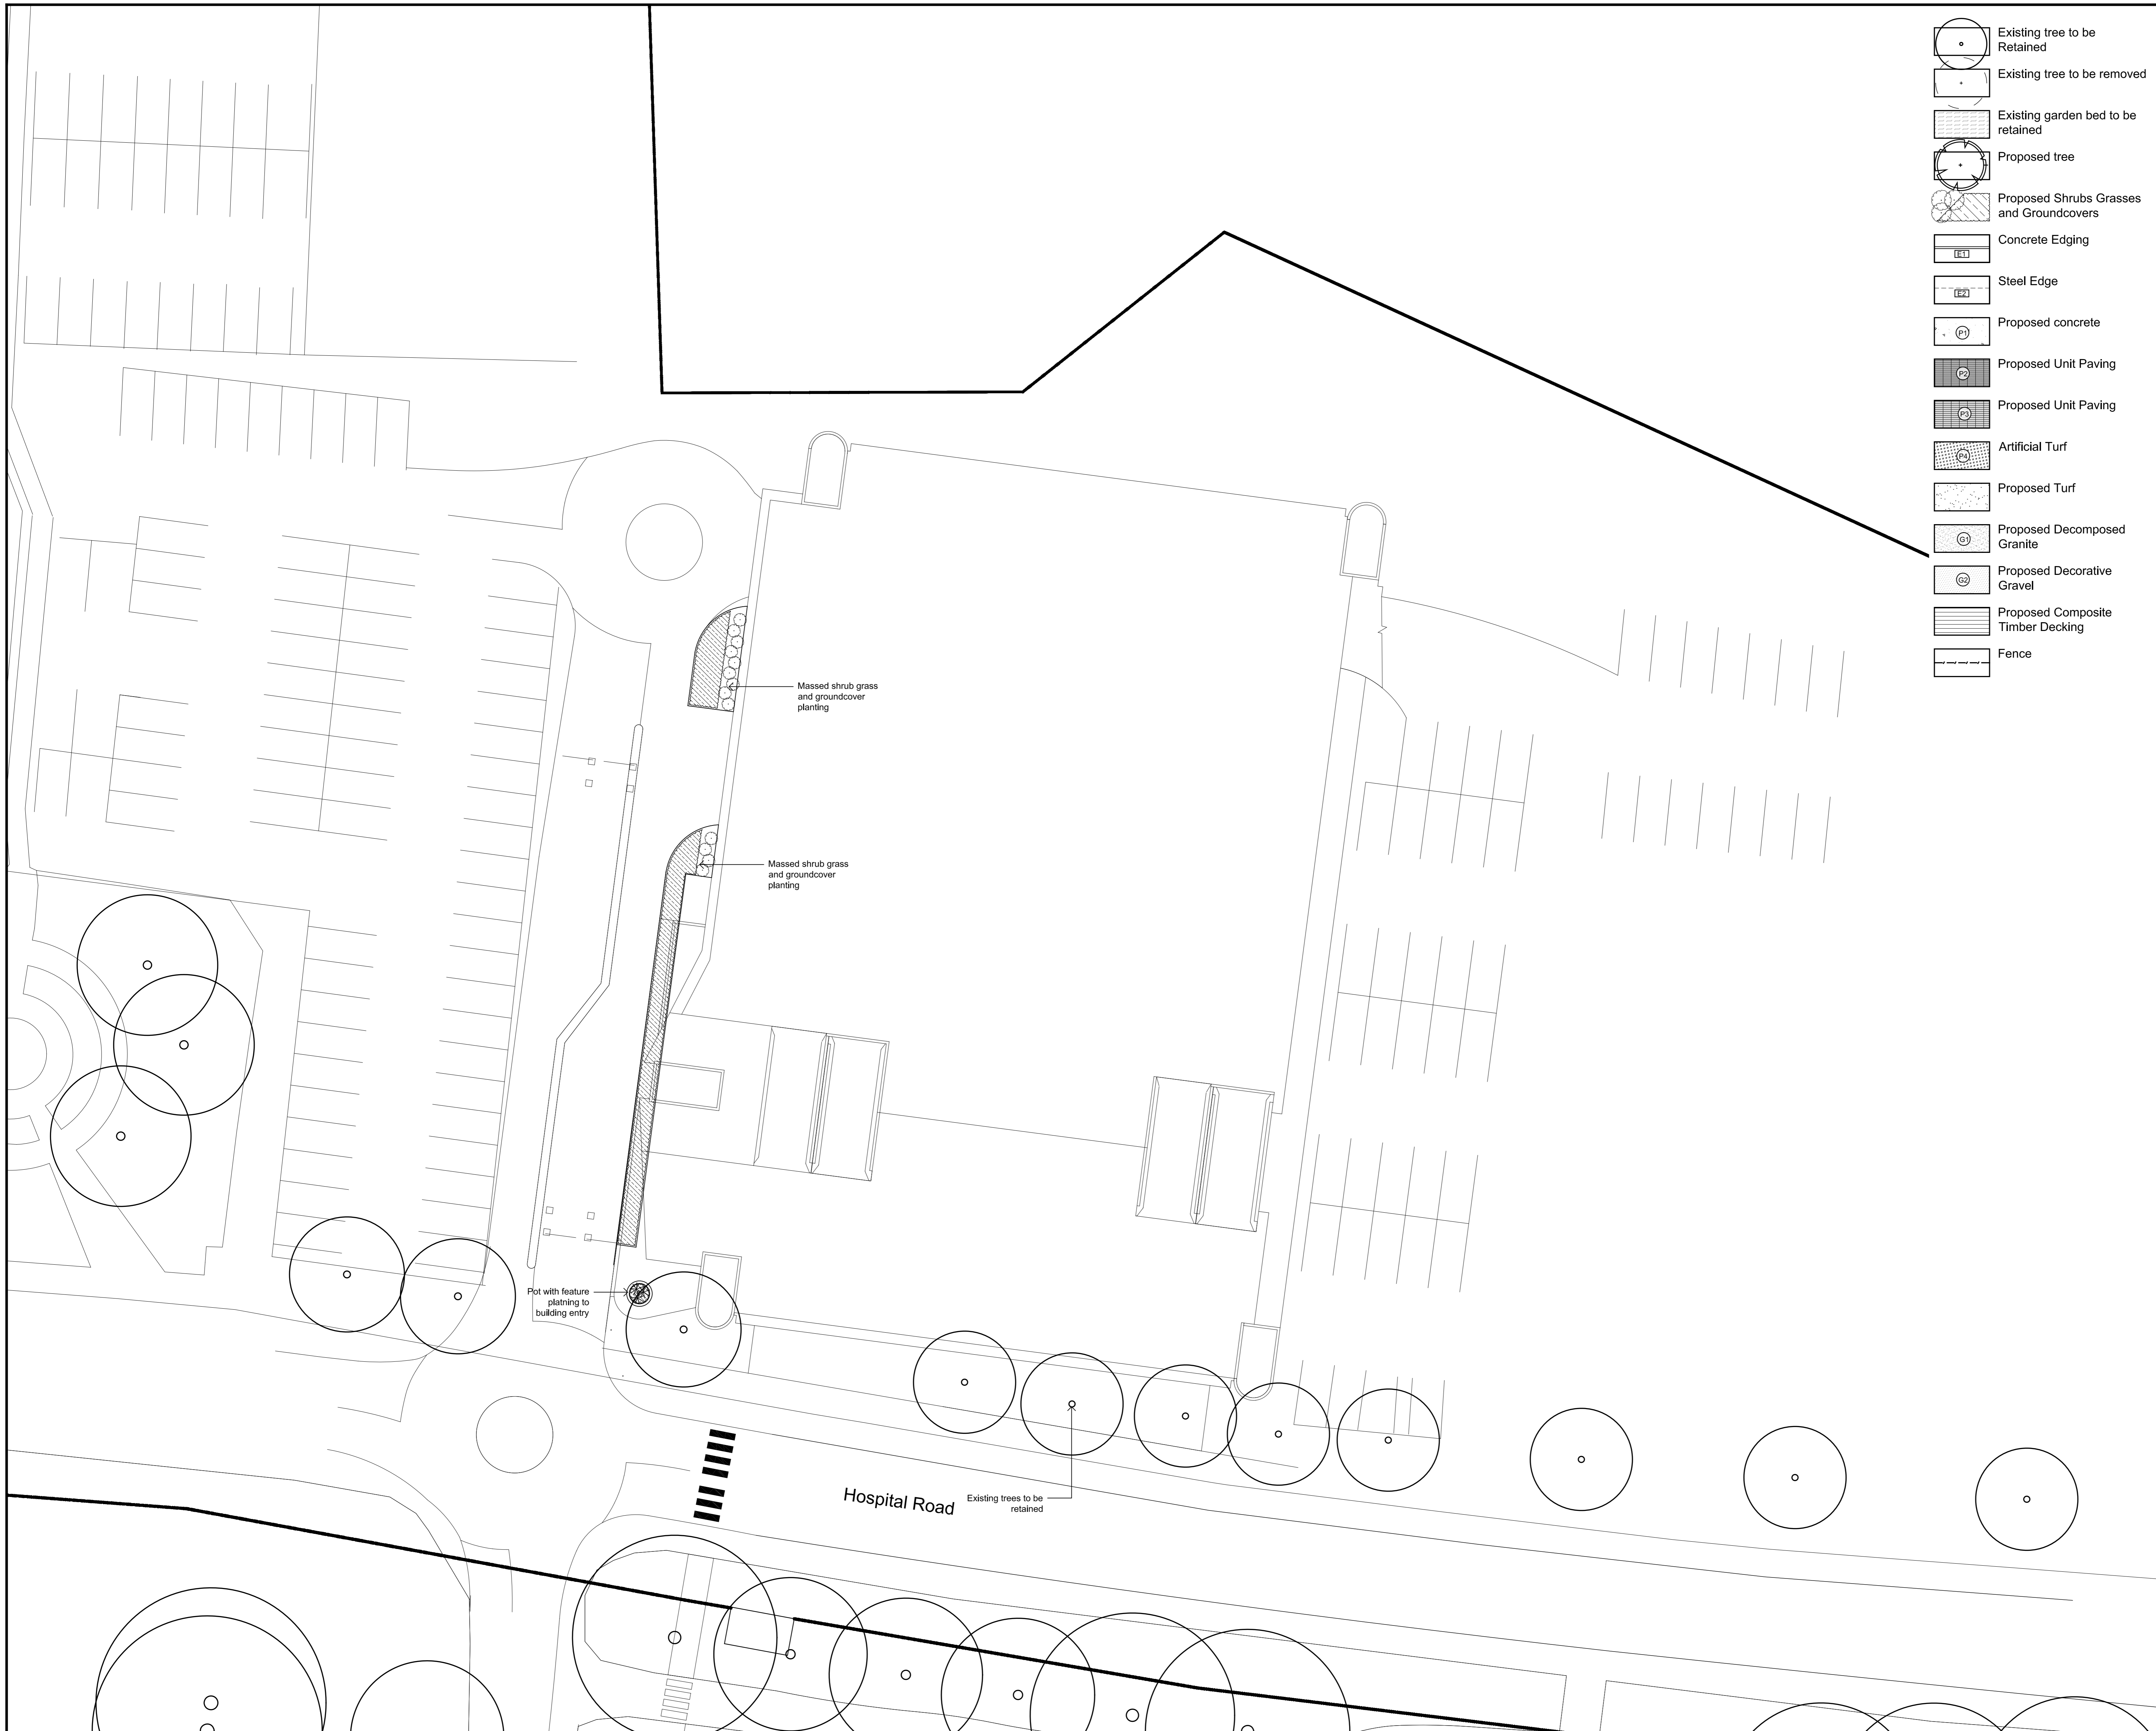 Existing tree to be
Retained
Existing tree to be removed
Existing garden bed to be
retained
Proposed tree
Proposed Shrubs Grasses
and Groundcovers
Concrete Edging
E1
Steel Edge
E2
Proposed concrete
P1
Proposed Unit Paving
P2
Proposed Unit Paving
P3
Artificial Turf
P4
Proposed Turf
Proposed Decomposed
Granite
G1
Proposed Decorative
Gravel
G2
Proposed Composite
Timber Decking
Fence
Massed shrub grass
and groundcover
planting
Massed shrub grass
and groundcover
planting
Pot with feature
platning to
building entry
Hospital Road
Existing trees to be
retained